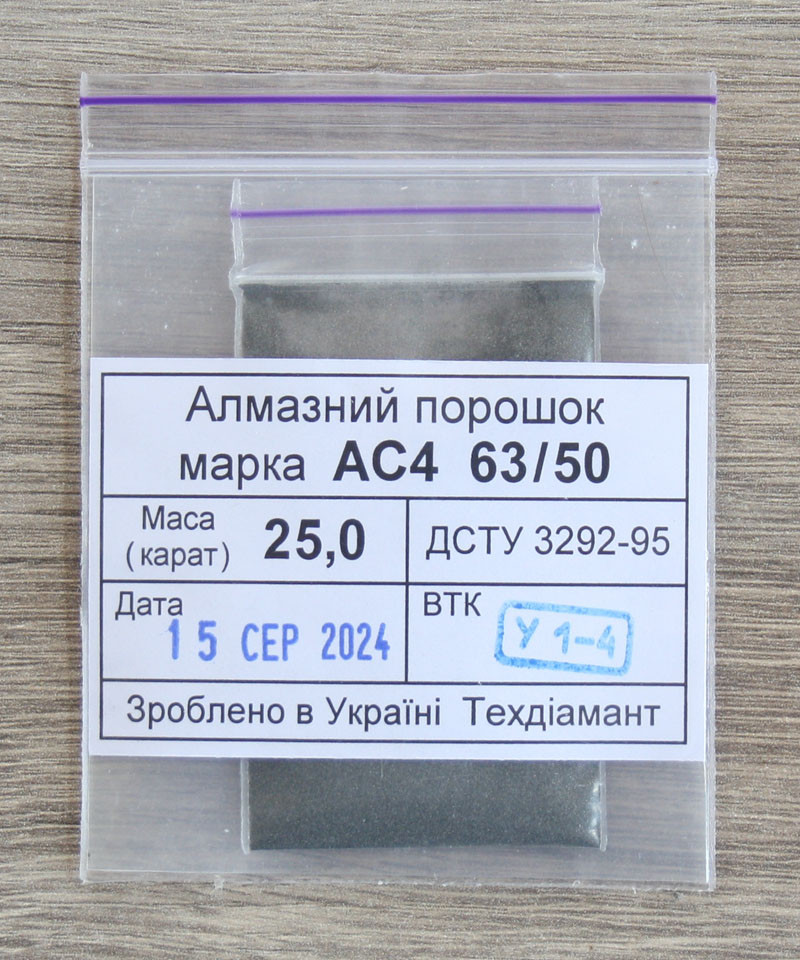 Алмазний порошок
марка АС4 63/50
Маса
(карат) 25,0
ДСТУ 3292-95
Дата
15 СЕР 2024
ВТК
У 1-4
Зроблено в Україні Техдіамант